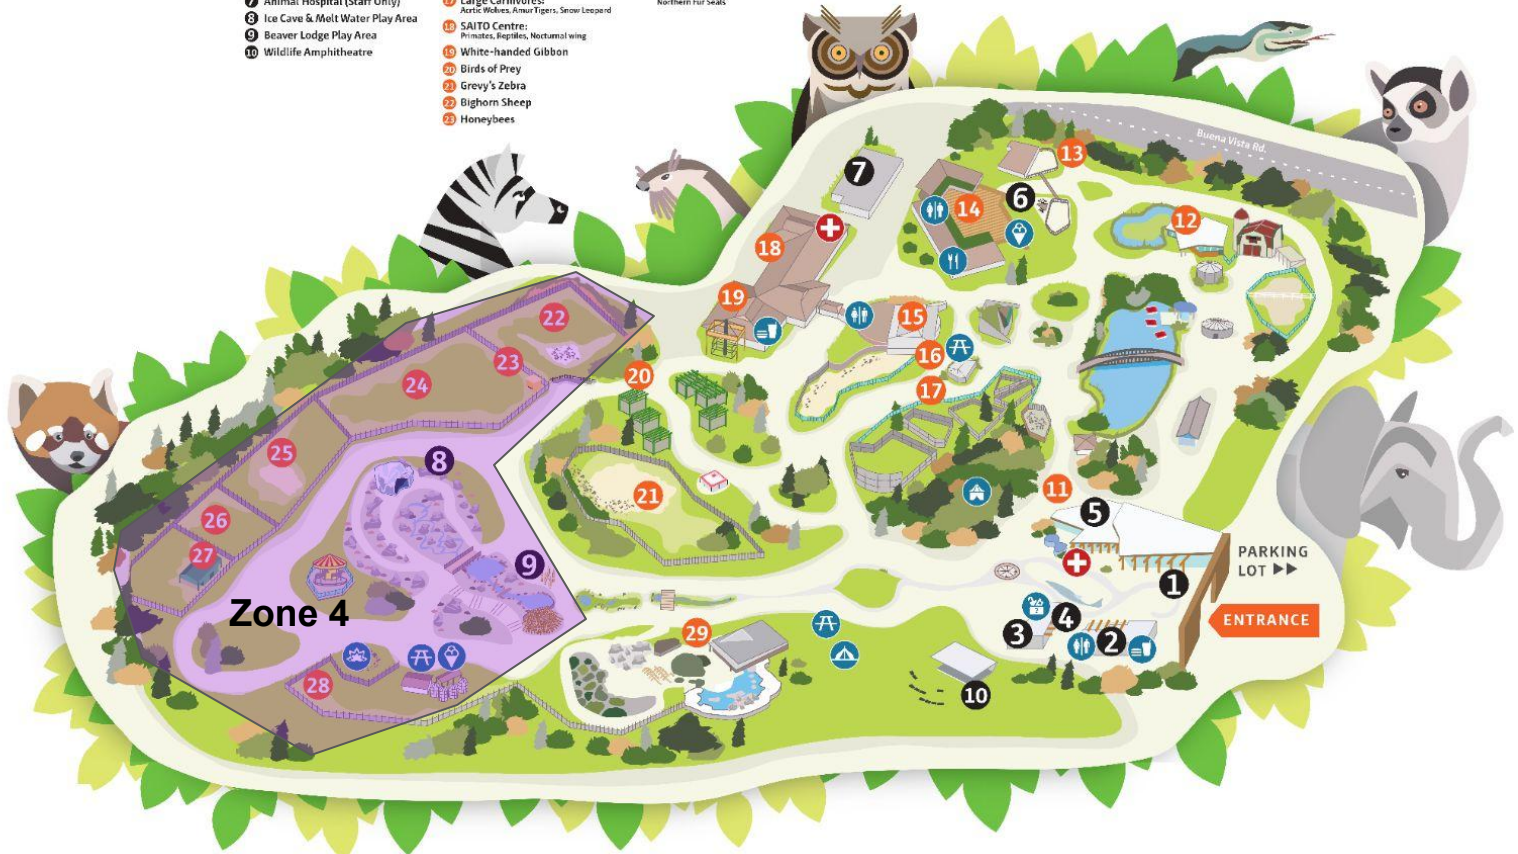 7 Animal Hospital (Staff Only)
8 Ice Cave & Melt Water Play Area
9 Beaver Lodge Play Area
10 Wildlife Amphitheatre
17 Large Carnivores:
Arctic Wolves, Amur Tigers, Snow Leopard
18 SAITO Centre:
Primates, Reptiles, Nocturnal wing
19 White-handed Gibbon
20 Birds of Prey
21 Grevy's Zebra
22 Bighorn Sheep
23 Honeybees
Northern Fur Seals
Buena Vista Rd.
13
7
6
14
12
18
19
15
22
16
23
20
17
24
25
8
21
11
26
5
27
9
PARKING
LOT
1
Zone 4
4
ENTRANCE
3
2
29
28
10